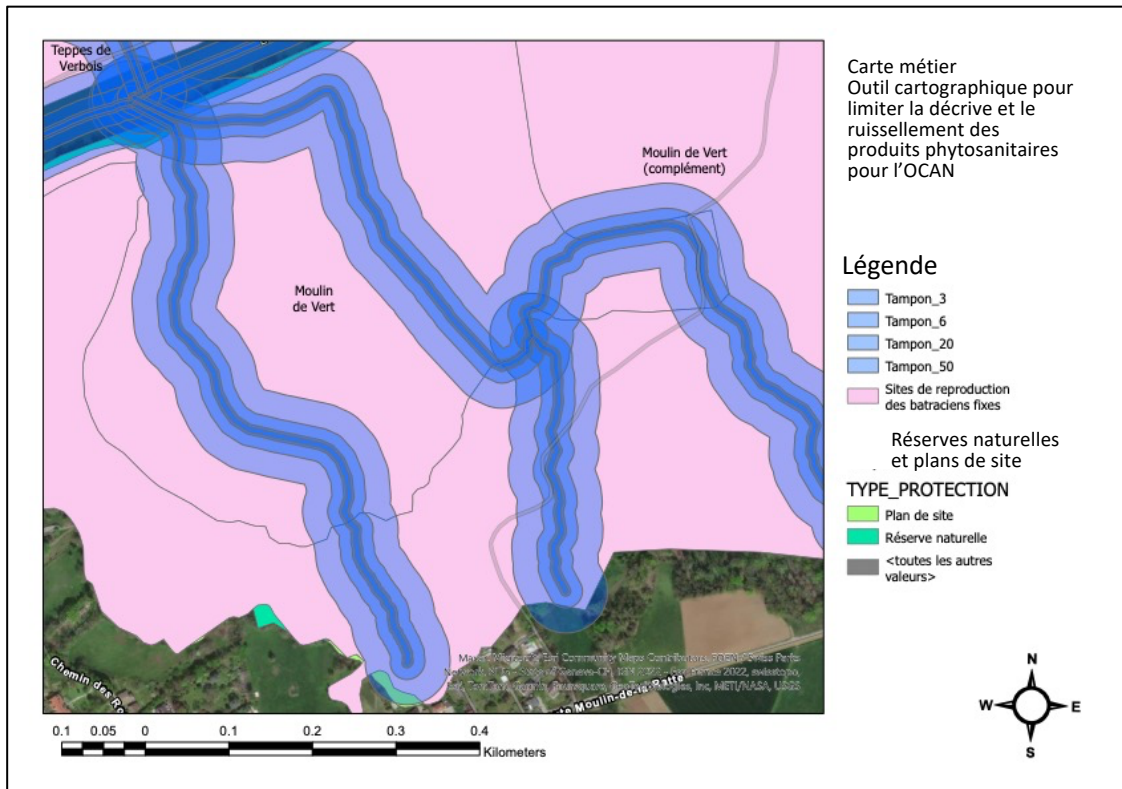 Teppes de
Verbois
Moulin de Vert
(complément)
Moulin
de Vert
Chemin des
Moulin-de-la-Ratte
0.1 0.05 0 0.1 0.2 0.3 0.4
Kilometers
Carte métier
Outil cartographique pour
limiter la décrive et le
ruissellement des
produits phytosanitaires
pour l’OCAN
Légende
Tampon_3
Tampon_6
Tampon_20
Tampon_50
Sites de reproduction
des batraciens fixes
Réserves naturelles
et plans de site
TYPE_PROTECTION
Plan de site
Réserve naturelle
<toutes les autres
valeurs>
N
W E
S